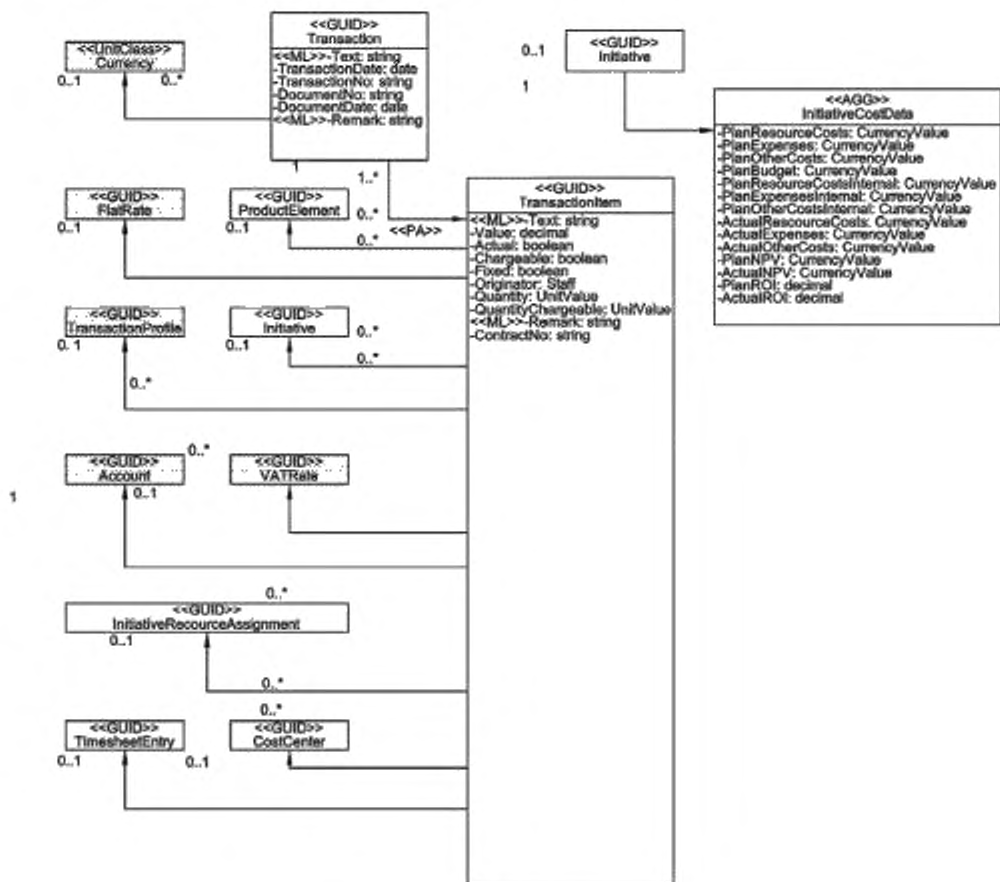 <<UnitClass>>
Currency
0..1
0..*
<<GUID>>
Transaction
<<ML>>-Text: string
-TransactionDate: date
-TransactionNo: string
-DocumentNo: string
-DocumentDate: date
<<ML>>-Remark: string
1
1..*
0..1
1
<<GUID>>
Initiative
<<AGG>>
InitiativeCostData
-PlanResourceCosts: CurrencyValue
-PlanExpenses: CurrencyValue
-PlanOtherCosts: CurrencyValue
-PlanBudget: CurrencyValue
-PlanResourceCostsInternal: CurrencyValue
-PlanExpensesInternal: CurrencyValue
-PlanOtherCostsInternal: CurrencyValue
-ActualResourceCosts: CurrencyValue
-ActualExpenses: CurrencyValue
-ActualOtherCosts: CurrencyValue
-PlanNPV: CurrencyValue
-ActualNPV: CurrencyValue
-PlanROI: decimal
-ActualROI: decimal
<<GUID>>
FlatRate
0..1
<<GUID>>
ProductElement
0..1
0..*
0..*
<<PA>>
<<GUID>>
TransactionItem
<<ML>>-Text: string
-Value: decimal
-Actual: boolean
-Chargeable: boolean
-Fixed: boolean
-Originator: Staff
-Quantity: UnitValue
-QuantityChargeable: UnitValue
<<ML>>-Remark: string
-ContractNo: string
<<GUID>>
TransactionProfile
0. 1
0..*
<<GUID>>
Initiative
0..1
0..*
0..*
<<GUID>>
Account
0..*
0..1
<<GUID>>
VATRate
1
0..*
<<GUID>>
InitiativeRecourceAssignment
0..1
0..*
0..*
<<GUID>>
TimesheetEntry
0..1
<<GUID>>
CostCenter
0..1